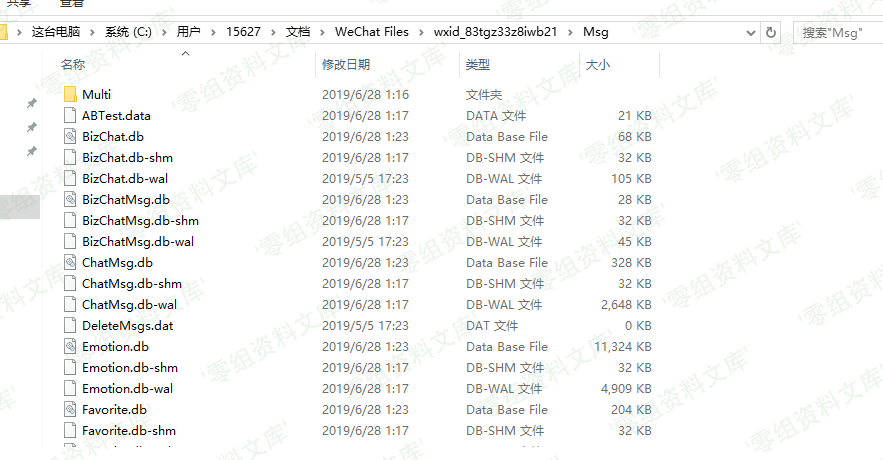 共享 查看
这台电脑 > 系统 (C:) > 用户 > 15627 > 文档 > WeChat Files > wxid_83tgz33z8iwb21 > Msg 搜索"Msg"
名称 修改日期 类型 大小
Multi 2019/6/28 1:16 文件夹
ABTest.data 2019/6/28 1:17 DATA 文件 21 KB
BizChat.db 2019/6/28 1:23 Data Base File 68 KB
BizChat.db-shm 2019/6/28 1:17 DB-SHM 文件 32 KB
BizChat.db-wal 2019/5/5 17:23 DB-WAL 文件 105 KB
BizChatMsg.db 2019/6/28 1:23 Data Base File 28 KB
BizChatMsg.db-shm 2019/6/28 1:17 DB-SHM 文件 32 KB
BizChatMsg.db-wal 2019/5/5 17:23 DB-WAL 文件 45 KB
ChatMsg.db 2019/6/28 1:23 Data Base File 328 KB
ChatMsg.db-shm 2019/6/28 1:17 DB-SHM 文件 32 KB
ChatMsg.db-wal 2019/6/28 1:17 DB-WAL 文件 2,648 KB
DeleteMsgs.dat 2019/5/5 17:23 DAT 文件 0 KB
Emotion.db 2019/6/28 1:23 Data Base File 11,324 KB
Emotion.db-shm 2019/6/28 1:17 DB-SHM 文件 32 KB
Emotion.db-wal 2019/6/28 1:17 DB-WAL 文件 4,909 KB
Favorite.db 2019/6/28 1:23 Data Base File 204 KB
Favorite.db-shm 2019/6/28 1:17 DB-SHM 文件 32 KB
'零组资料文库'